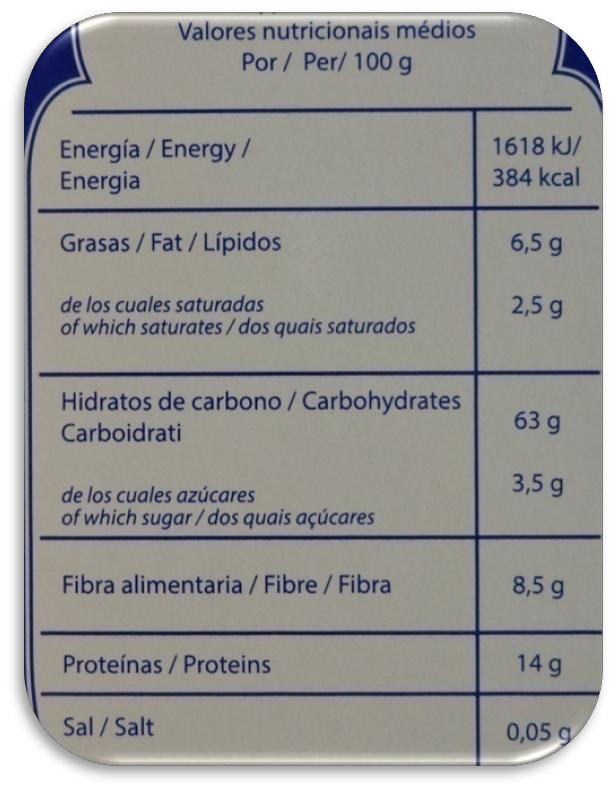 Valores nutricionais médios
Por / Per/ 100 g
Energía / Energy /
Energia
1618 kJ/
384 kcal
Grasas / Fat / Lípidos
6,5 g
de los cuales saturadas
of which saturates / dos quais saturados
2,5 g
Hidratos de carbono / Carbohydrates
Carboidrati
63 g
de los cuales azúcares
of which sugar / dos quais açúcares
3,5 g
Fibra alimentaria / Fibre / Fibra
8,5 g
Proteínas / Proteins
14 g
Sal / Salt
0,05 g